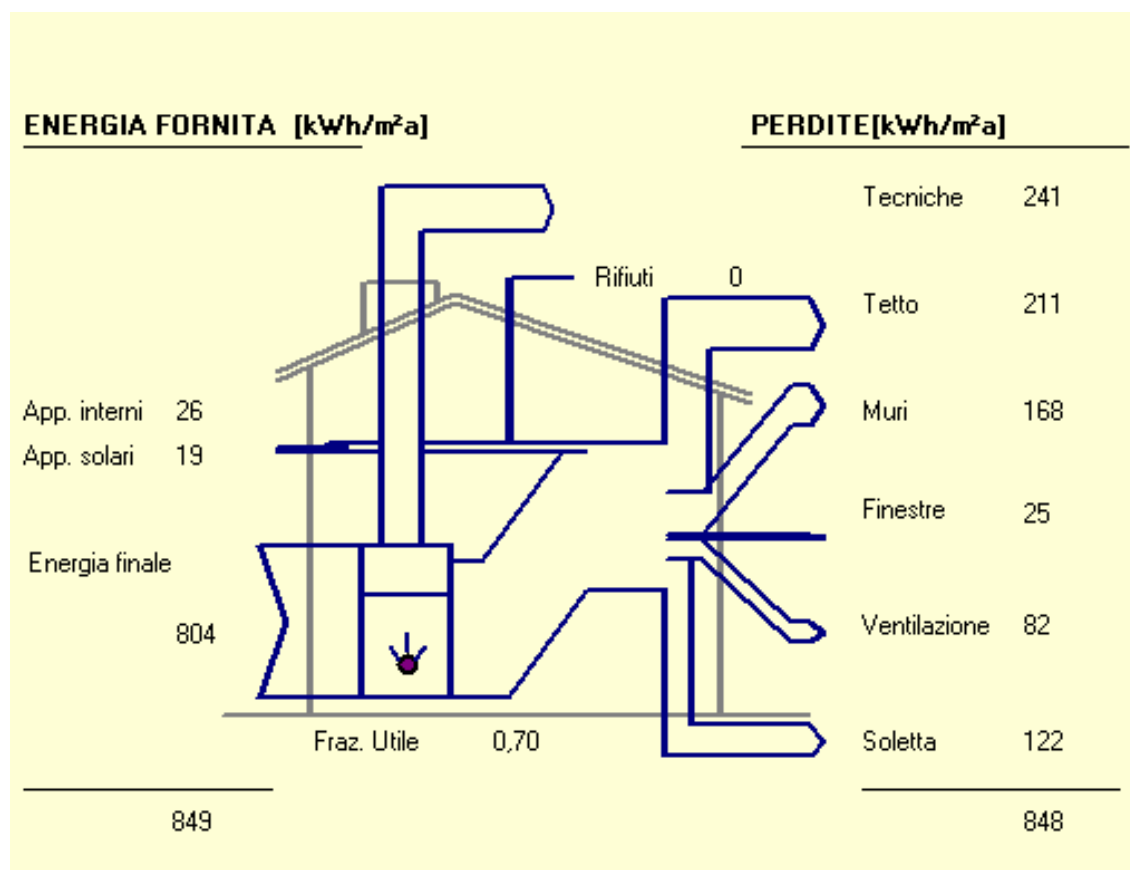 ENERGIA FORNITA [kWh/m²a]
PERDITE[kWh/m²a]
Tecniche 241
Rifiuti 0
Tetto 211
App. interni 26
Muri 168
App. solari 19
Finestre 25
Energia finale
804
Ventilazione 82
Fraz. Utile 0,70
Soletta 122
849
848